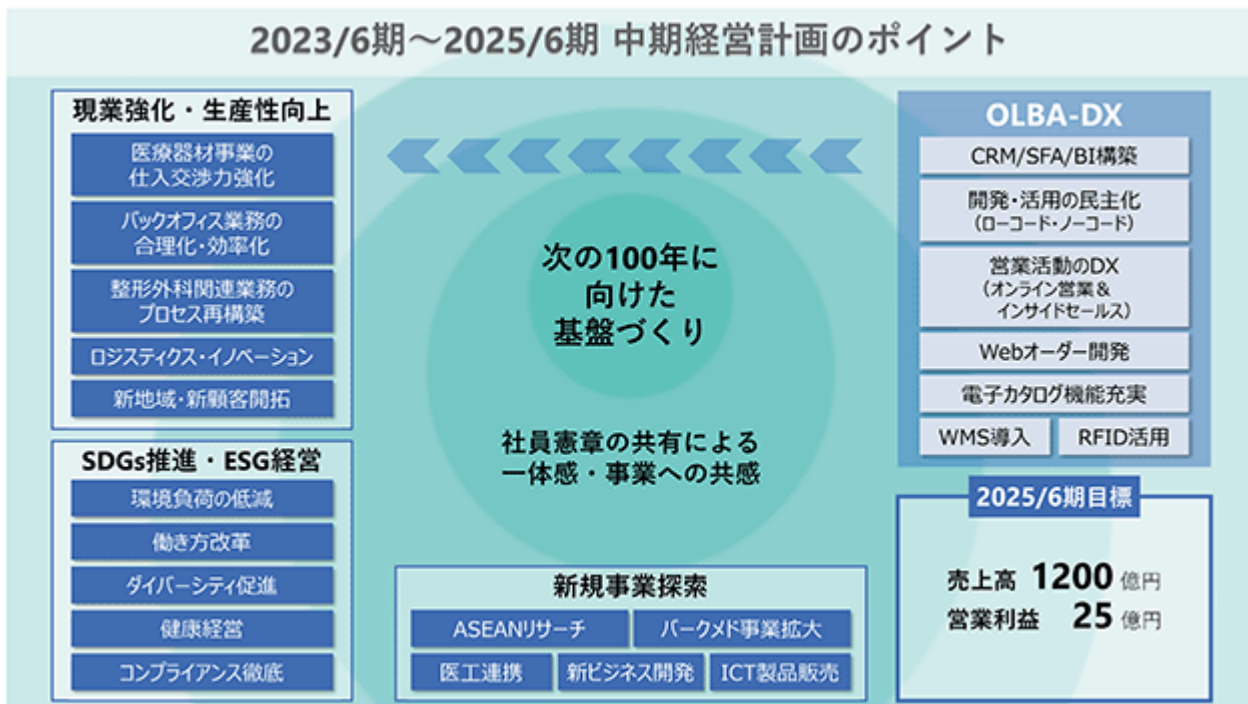 2023/6期～2025/6期 中期経営計画のポイント
現業強化・生産性向上
医療器材事業の
仕入交渉力強化
バックオフィス業務の
合理化・効率化
整形外科関連業務の
プロセス再構築
ロジスティクス・イノベーション
新地域・新顧客開拓
SDGs推進・ESG経営
環境負荷の低減
働き方改革
ダイバーシティ促進
健康経営
コンプライアンス徹底
次の100年に
向けた
基盤づくり
社員憲章の共有による
一体感・事業への共感
新規事業探索
ASEANリサーチ
パークメド事業拡大
医工連携
新ビジネス開発
ICT製品販売
OLBA-DX
CRM/SFA/BI構築
開発・活用の民主化
（ローコード・ノーコード）
営業活動のDX
（オンライン営業＆
インサイドセールス）
Webオーダー開発
電子カタログ機能充実
WMS導入
RFID活用
2025/6期目標
売上高 1200 億円
営業利益 25 億円